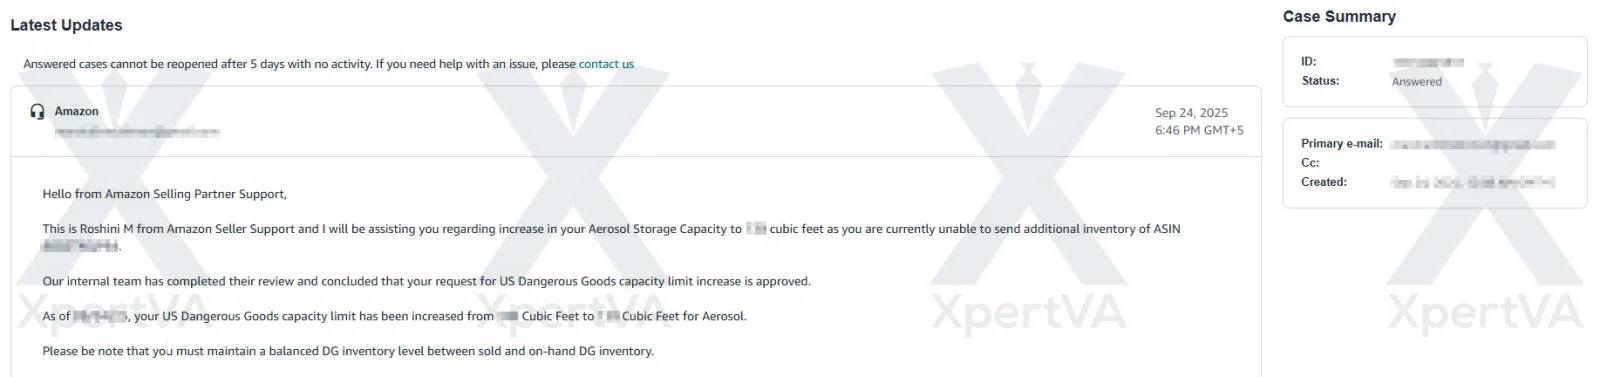 Latest Updates
Answered cases cannot be reopened after 5 days with no activity. If you need help with an issue, please contact us
Amazon
Sep 24, 2025
6:46 PM GMT+5
Hello from Amazon Selling Partner Support,
This is Roshini M from Amazon Seller Support and I will be assisting you regarding increase in your Aerosol Storage Capacity to cubic feet as you are currently unable to send additional inventory of ASIN
.
Our internal team has completed their review and concluded that your request for US Dangerous Goods capacity limit increase is approved.
As of , your US Dangerous Goods capacity limit has been increased from Cubic Feet to Cubic Feet for Aerosol.
Please be note that you must maintain a balanced DG inventory level between sold and on-hand DG inventory.
Case Summary
ID:
Status: Answered
Primary e-mail:
Cc:
Created:
XpertVA
XpertVA
XpertVA
XpertVA